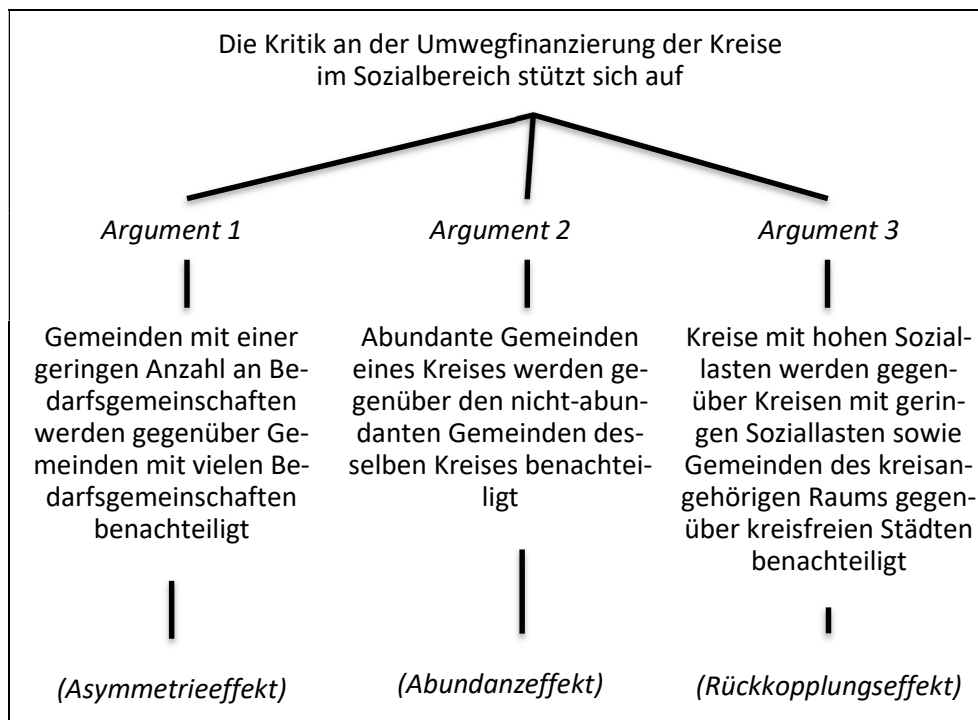 Die Kritik an der Umwegfinanzierung der Kreise
im Sozialbereich stützt sich auf
Argument 1
Argument 2
Argument 3
Gemeinden mit einer
geringen Anzahl an Be-
darfsgemeinschaften
werden gegenüber Ge-
meinden mit vielen Be-
darfsgemeinschaften
benachteiligt
Abundante Gemeinden
eines Kreises werden ge-
genüber den nicht-abun-
danten Gemeinden des-
selben Kreises benachtei-
ligt
Kreise mit hohen Sozial-
lasten werden gegen-
über Kreisen mit gerin-
gen Soziallasten sowie
Gemeinden des kreisan-
gehörigen Raums gegen-
über kreisfreien Städten
benachteiligt
(Asymmetrieeffekt)
(Abundanzeffekt)
(Rückkopplungseffekt)